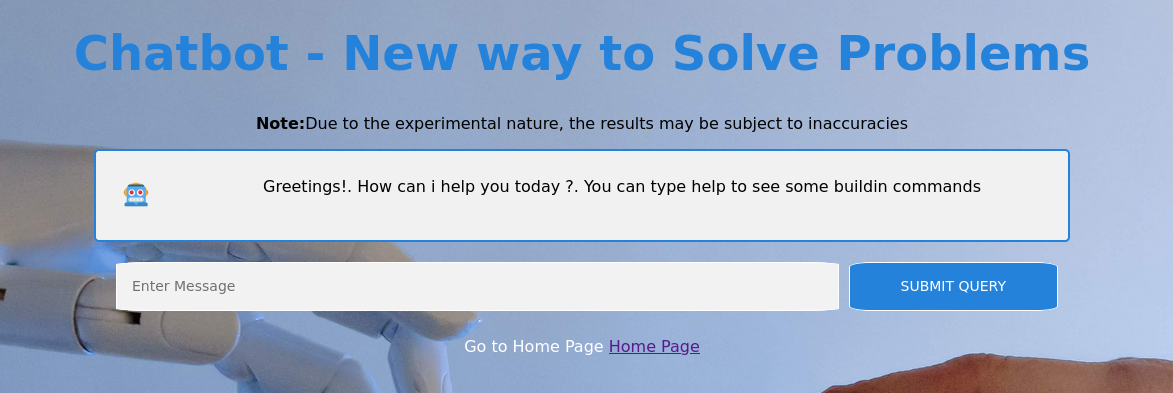 Chatbot - New way to Solve Problems
Note:Due to the experimental nature, the results may be subject to inaccuracies
Greetings!. How can i help you today ?. You can type help to see some buildin commands
Enter Message
SUBMIT QUERY
Go to Home Page Home Page